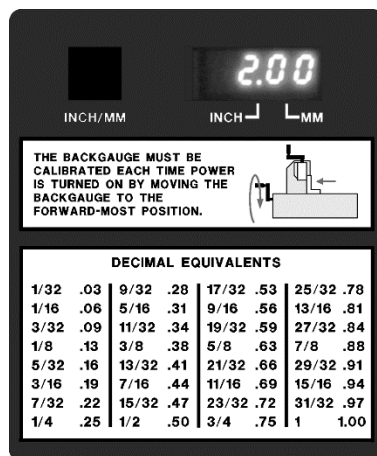 2.00
INCH/MM
INCH MM
THE BACKGAUGE MUST BE
CALIBRATED EACH TIME POWER
IS TURNED ON BY MOVING THE
BACKGAUGE TO THE
FORWARD-MOST POSITION.
DECIMAL EQUIVALENTS
1/32 .03 9/32 .28 17/32 .53 25/32 .78
1/16 .06 5/16 .31 9/16 .56 13/16 .81
3/32 .09 11/32 .34 19/32 .59 27/32 .84
1/8 .13 3/8 .38 5/8 .63 7/8 .88
5/32 .16 13/32 .41 21/32 .66 29/32 .91
3/16 .19 7/16 .44 11/16 .69 15/16 .94
7/32 .22 15/32 .47 23/32 .72 31/32 .97
1/4 .25 1/2 .50 3/4 .75 1 1.00